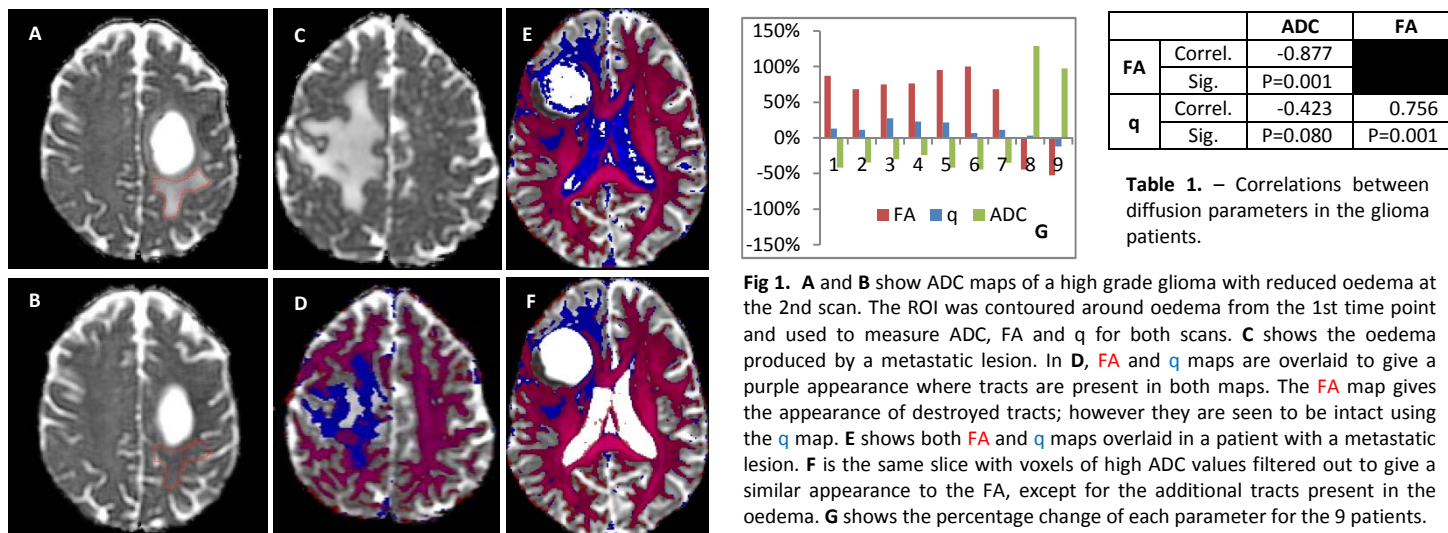 A
C
E
B
D
F
150%
100%
50%
0%
-50%
-100%
-150%
1 2 3 4 5 6 7 8 9
FA q ADC
G
ADC FA
FA Correl. -0.877
Sig. P=0.001
q Correl. -0.423 0.756
Sig. P=0.080 P=0.001
Table 1. – Correlations between
diffusion parameters in the glioma
patients.
Fig 1. A and B show ADC maps of a high grade glioma with reduced oedema at
the 2nd scan. The ROI was contoured around oedema from the 1st time point
and used to measure ADC, FA and q for both scans. C shows the oedema
produced by a metastatic lesion. In D, FA and q maps are overlaid to give a
purple appearance where tracts are present in both maps. The FA map gives
the appearance of destroyed tracts; however they are seen to be intact using
the q map. E shows both FA and q maps overlaid in a patient with a metastatic
lesion. F is the same slice with voxels of high ADC values filtered out to give a
similar appearance to the FA, except for the additional tracts present in the
oedema. G shows the percentage change of each parameter for the 9 patients.